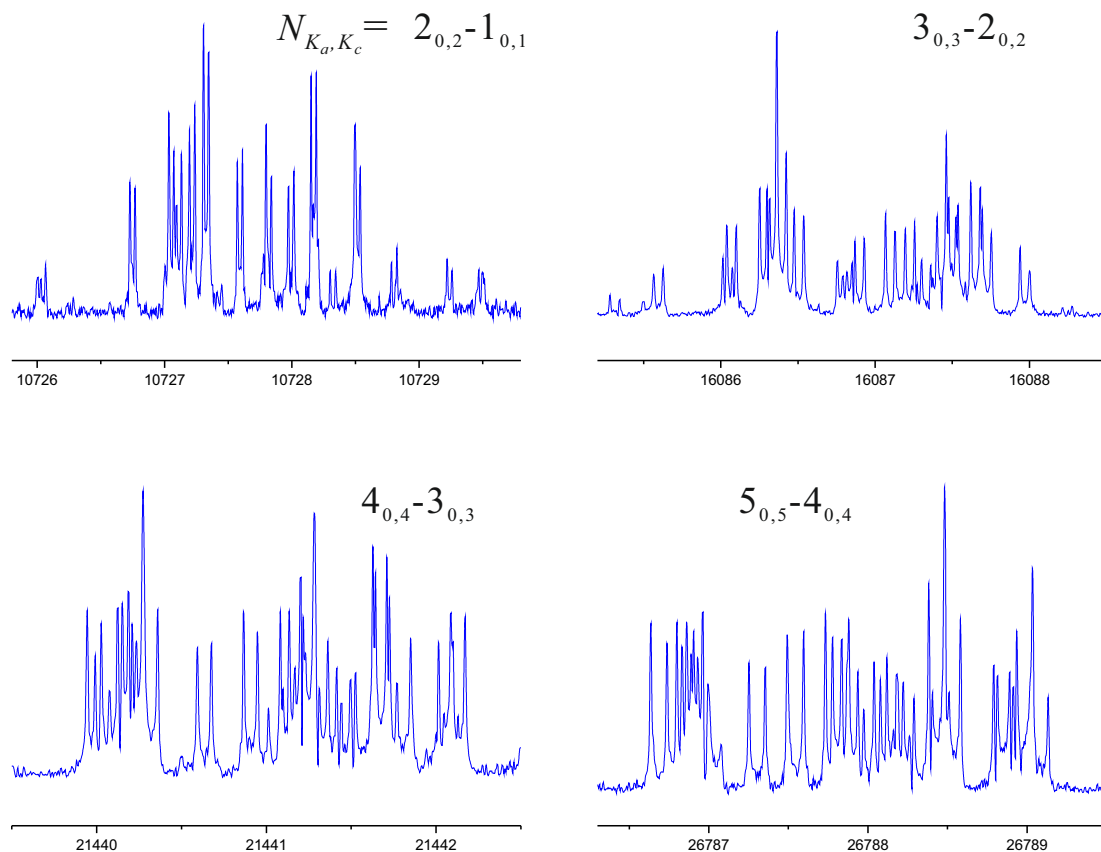 N_{K_a,K_c} = 2_{0,2}-1_{0,1}
3_{0,3}-2_{0,2}
10726 10727 10728 10729
16086 16087 16088
4_{0,4}-3_{0,3}
5_{0,5}-4_{0,4}
21440 21441 21442
26787 26788 26789